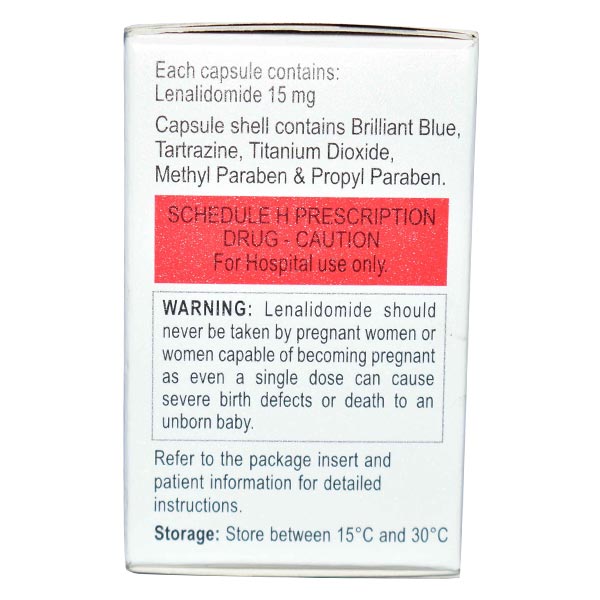 Each capsule contains:
Lenalidomide 15 mg
Capsule shell contains Brilliant Blue,
Tartrazine, Titanium Dioxide,
Methyl Paraben & Propyl Paraben.
SCHEDULE H PRESCRIPTION
DRUG - CAUTION
For Hospital use only.
WARNING: Lenalidomide should
never be taken by pregnant women or
women capable of becoming pregnant
as even a single dose can cause
severe birth defects or death to an
unborn baby.
Refer to the package insert and
patient information for detailed
instructions.
Storage: Store between 15°C and 30°C